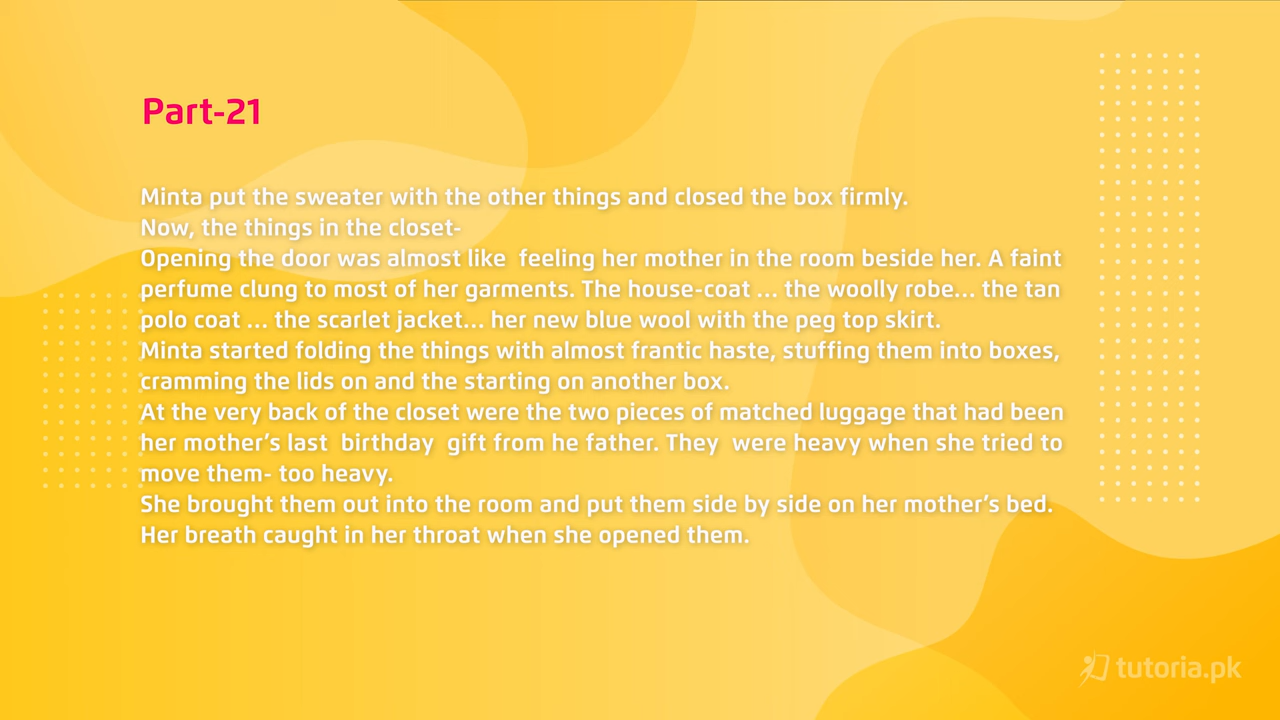 Part-21
Minta put the sweater with the other things and closed the box firmly.
Now, the things in the closet-
Opening the door was almost like  feeling her mother in the room beside her. A faint
perfume clung to most of her garments. The house-coat ... the woolly robe... the tan
polo coat ... the scarlet jacket... her new blue wool with the peg top skirt.
Minta started folding the things with almost frantic haste, stuffing them into boxes,
cramming the lids on and the starting on another box.
At the very back of the closet were the two pieces of matched luggage that had been
her mother’s last  birthday  gift from he father. They  were heavy when she tried to
move them- too heavy.
She brought them out into the room and put them side by side on her mother’s bed.
Her breath caught in her throat when she opened them.
tutoria.pk